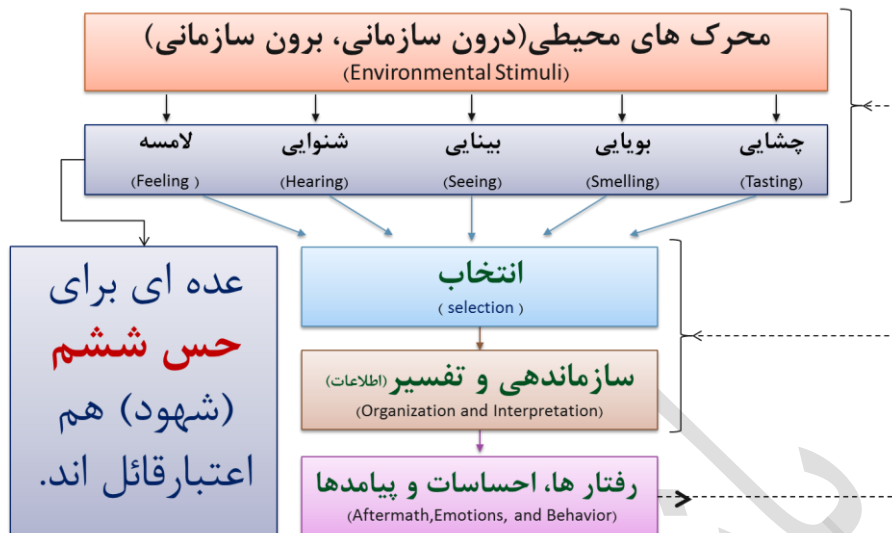 محرک های محیطی(درون سازمانی، برون سازمانی)
(Environmental Stimuli)
چشایی
(Tasting)
بویایی
(Smelling)
بینایی
(Seeing)
شنوایی
(Hearing)
لامسه
(Feeling )
انتخاب
( selection )
سازماندهی و تفسیر (اطلاعات)
(Organization and Interpretation)
رفتار ها، احساسات و پیامدها
(Aftermath,Emotions, and Behavior)
عده ای برای
حس ششم
(شهود) هم
اعتبارقائل اند.